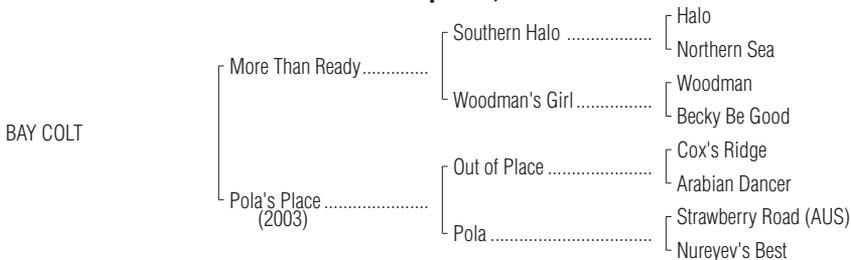 Halo
Southern Halo ..................
Northern Sea
More Than Ready..............
Woodman
Woodman's Girl................
Becky Be Good
BAY COLT
Cox's Ridge
Out of Place ......................
Arabian Dancer
Pola's Place ......................
(2003)
Strawberry Road (AUS)
Pola ..................................
Nureyev's Best